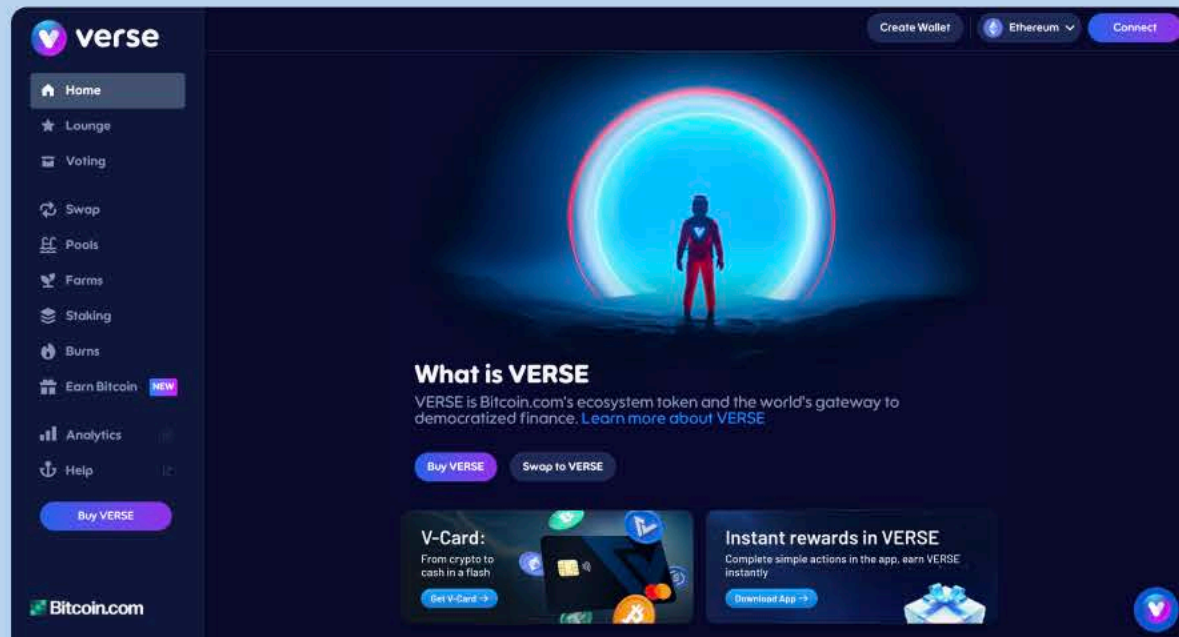 verse
Create Wallet
Ethereum
Connect
Home
Lounge
Voting
Swap
Pools
Farms
Staking
Burns
Earn Bitcoin NEW
Analytics
Help
Buy VERSE
Bitcoin.com
What is VERSE
VERSE is Bitcoin.com's ecosystem token and the world's gateway to
democratized finance. Learn more about VERSE
Buy VERSE
Swap to VERSE
V-Card:
From crypto to
cash in a flash
Get V-Card →
Instant rewards in VERSE
Complete simple actions in the app, earn VERSE
instantly
Download App →